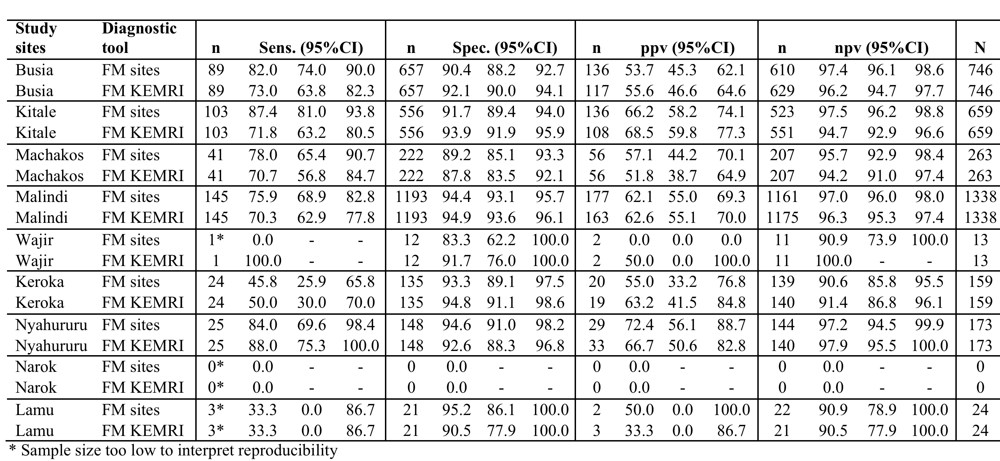 Study Diagnostic
sites tool n Sens. (95%CI) n Spec. (95%CI) n ppv (95%CI) n npv (95%CI) N
Busia FM sites 89 82.0 74.0 90.0 657 90.4 88.2 92.7 136 53.7 45.3 62.1 610 97.4 96.1 98.6 746
Busia FM KEMRI 89 73.0 63.8 82.3 657 92.1 90.0 94.1 117 55.6 46.6 64.6 629 96.2 94.7 97.7 746
Kitale FM sites 103 87.4 81.0 93.8 556 91.7 89.4 94.0 136 66.2 58.2 74.1 523 97.5 96.2 98.8 659
Kitale FM KEMRI 103 71.8 63.2 80.5 556 93.9 91.9 95.9 108 68.5 59.8 77.3 551 94.7 92.9 96.6 659
Machakos FM sites 41 78.0 65.4 90.7 222 89.2 85.1 93.3 56 57.1 44.2 70.1 207 95.7 92.9 98.4 263
Machakos FM KEMRI 41 70.7 56.8 84.7 222 87.8 83.5 92.1 56 51.8 38.7 64.9 207 94.2 91.0 97.4 263
Malindi FM sites 145 75.9 68.9 82.8 1193 94.4 93.1 95.7 177 62.1 55.0 69.3 1161 97.0 96.0 98.0 1338
Malindi FM KEMRI 145 70.3 62.9 77.8 1193 94.9 93.6 96.1 163 62.6 55.1 70.0 1175 96.3 95.3 97.4 1338
Wajir FM sites 1* 0.0 - - 12 83.3 62.2 100.0 2 0.0 0.0 0.0 11 90.9 73.9 100.0 13
Wajir FM KEMRI 1 100.0 - - 12 91.7 76.0 100.0 2 50.0 0.0 100.0 11 100.0 - - 13
Keroka FM sites 24 45.8 25.9 65.8 135 93.3 89.1 97.5 20 55.0 33.2 76.8 139 90.6 85.8 95.5 159
Keroka FM KEMRI 24 50.0 30.0 70.0 135 94.8 91.1 98.6 19 63.2 41.5 84.8 140 91.4 86.8 96.1 159
Nyahururu FM sites 25 84.0 69.6 98.4 148 94.6 91.0 98.2 29 72.4 56.1 88.7 144 97.2 94.5 99.9 173
Nyahururu FM KEMRI 25 88.0 75.3 100.0 148 92.6 88.3 96.8 33 66.7 50.6 82.8 140 97.9 95.5 100.0 173
Narok FM sites 0* 0.0 - - 0 0.0 - - 0 0.0 - - 0 0.0 - - 0
Narok FM KEMRI 0* 0.0 - - 0 0.0 - - 0 0.0 - - 0 0.0 - - 0
Lamu FM sites 3* 33.3 0.0 86.7 21 95.2 86.1 100.0 2 50.0 0.0 100.0 22 90.9 78.9 100.0 24
Lamu FM KEMRI 3* 33.3 0.0 86.7 21 90.5 77.9 100.0 3 33.3 0.0 86.7 21 90.5 77.9 100.0 24
* Sample size too low to interpret reproducibility